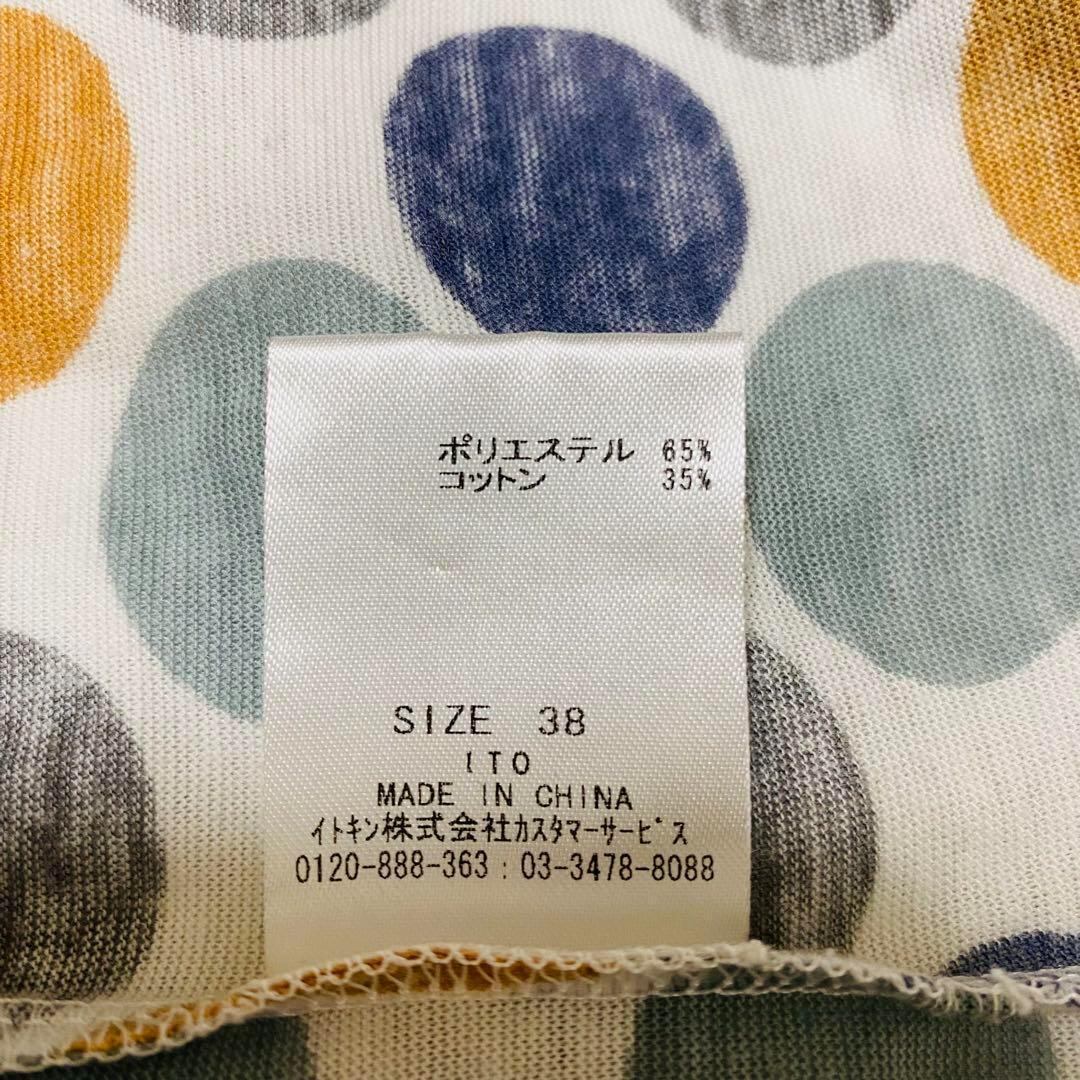 ポリエステル 65%
コットン 35%
SIZE 38
ITO
MADE IN CHINA
イトキン株式会社カスタマーサービス
0120-888-363 : 03-3478-8088